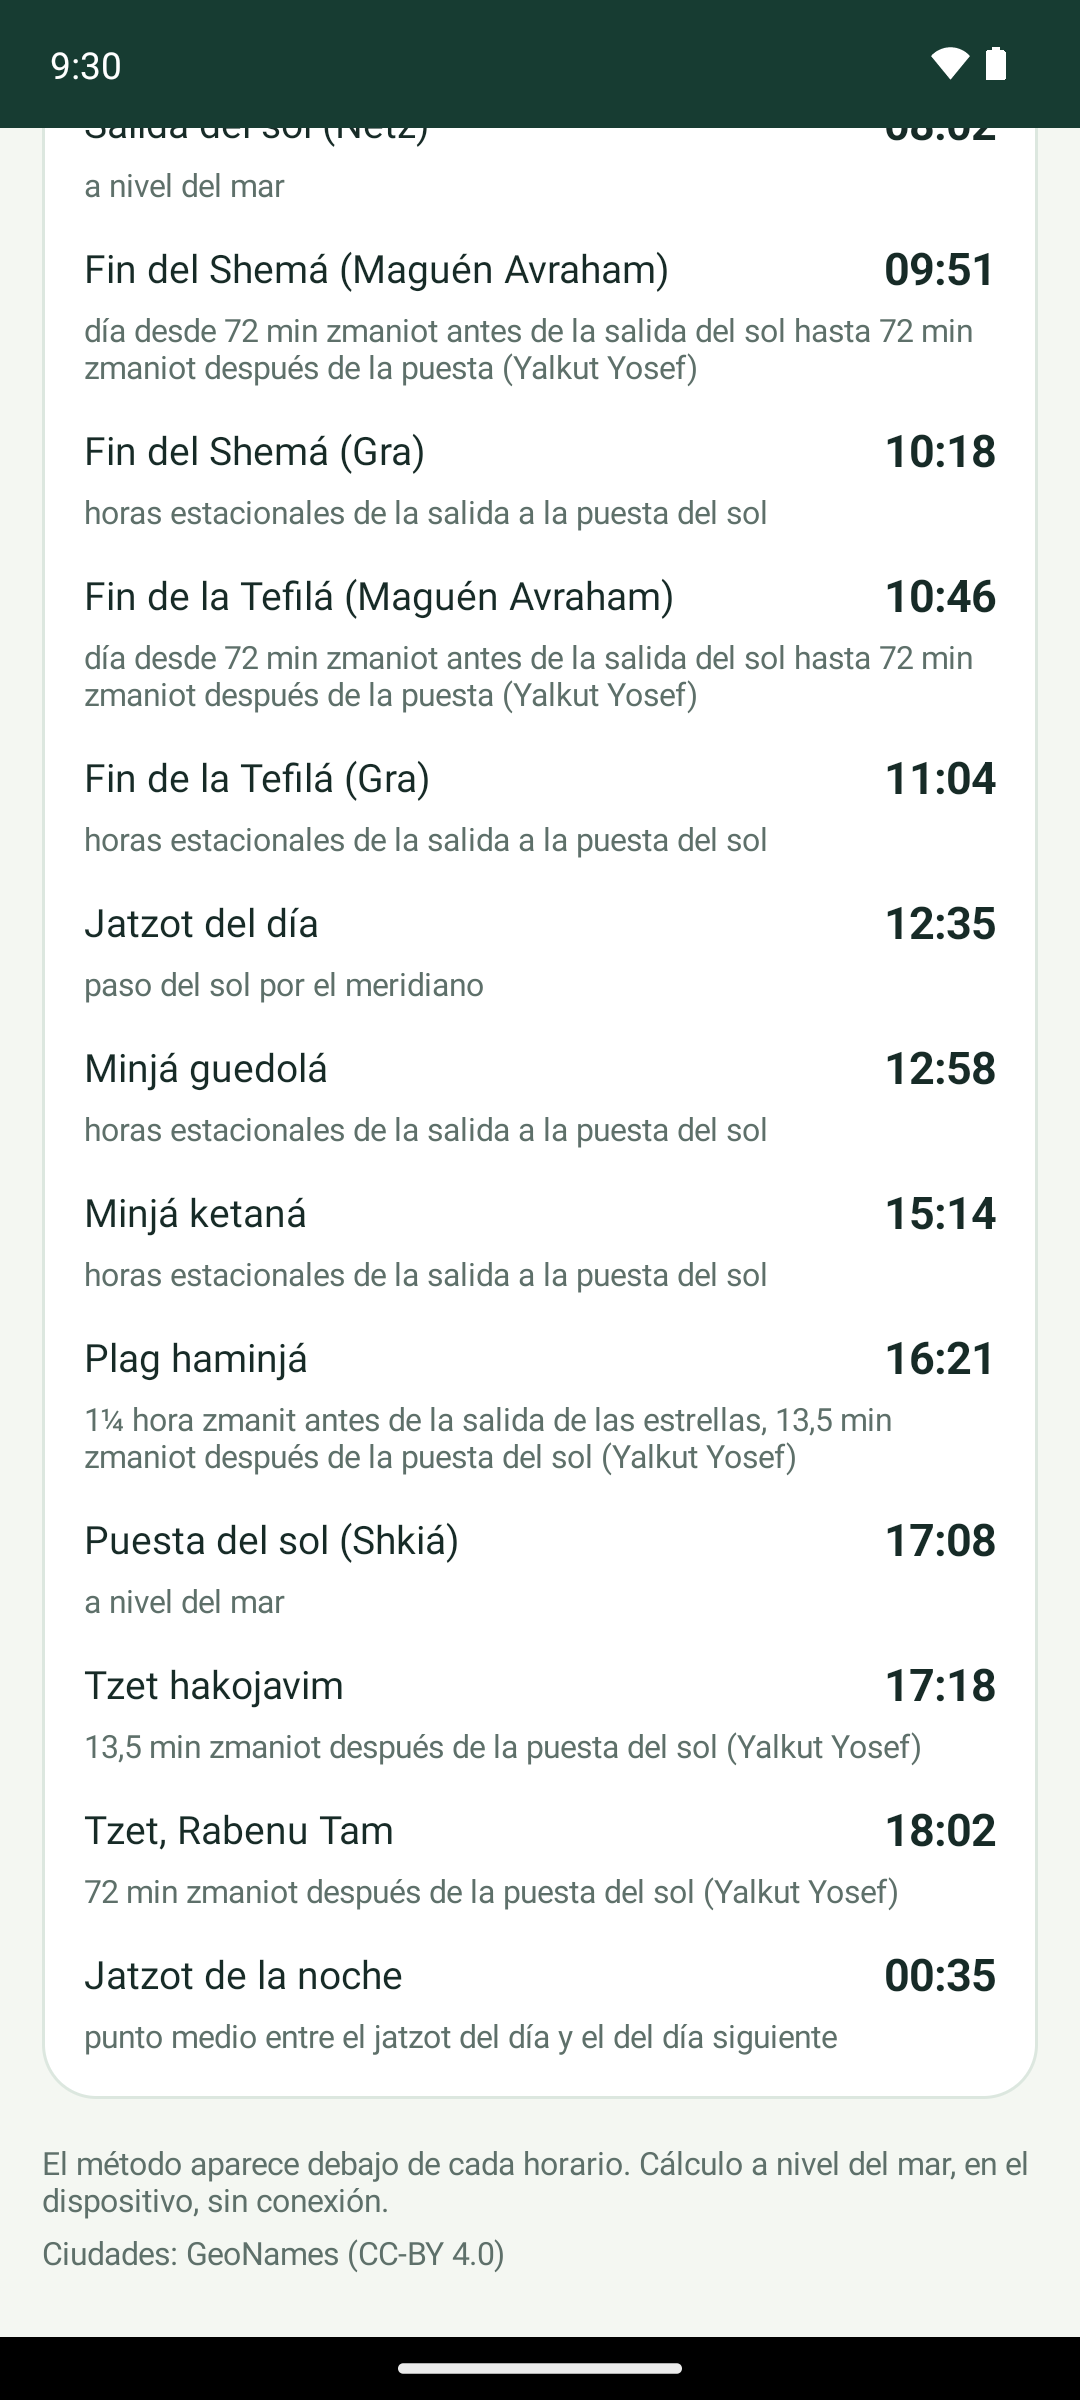 9:30
Salida del sol (Netz)
08:02
a nivel del mar
Fin del Shemá (Maguén Avraham)
09:51
día desde 72 min zmaniot antes de la salida del sol hasta 72 min
zmaniot después de la puesta (Yalkut Yosef)
Fin del Shemá (Gra)
10:18
horas estacionales de la salida a la puesta del sol
Fin de la Tefilá (Maguén Avraham)
10:46
día desde 72 min zmaniot antes de la salida del sol hasta 72 min
zmaniot después de la puesta (Yalkut Yosef)
Fin de la Tefilá (Gra)
11:04
horas estacionales de la salida a la puesta del sol
Jatzot del día
12:35
paso del sol por el meridiano
Minjá guedolá
12:58
horas estacionales de la salida a la puesta del sol
Minjá ketaná
15:14
horas estacionales de la salida a la puesta del sol
Plag haminjá
16:21
1¼ hora zmanit antes de la salida de las estrellas, 13,5 min
zmaniot después de la puesta del sol (Yalkut Yosef)
Puesta del sol (Shkiá)
17:08
a nivel del mar
Tzet hakojavim
17:18
13,5 min zmaniot después de la puesta del sol (Yalkut Yosef)
Tzet, Rabenu Tam
18:02
72 min zmaniot después de la puesta del sol (Yalkut Yosef)
Jatzot de la noche
00:35
punto medio entre el jatzot del día y el del día siguiente
El método aparece debajo de cada horario. Cálculo a nivel del mar, en el
dispositivo, sin conexión.
Ciudades: GeoNames (CC-BY 4.0)